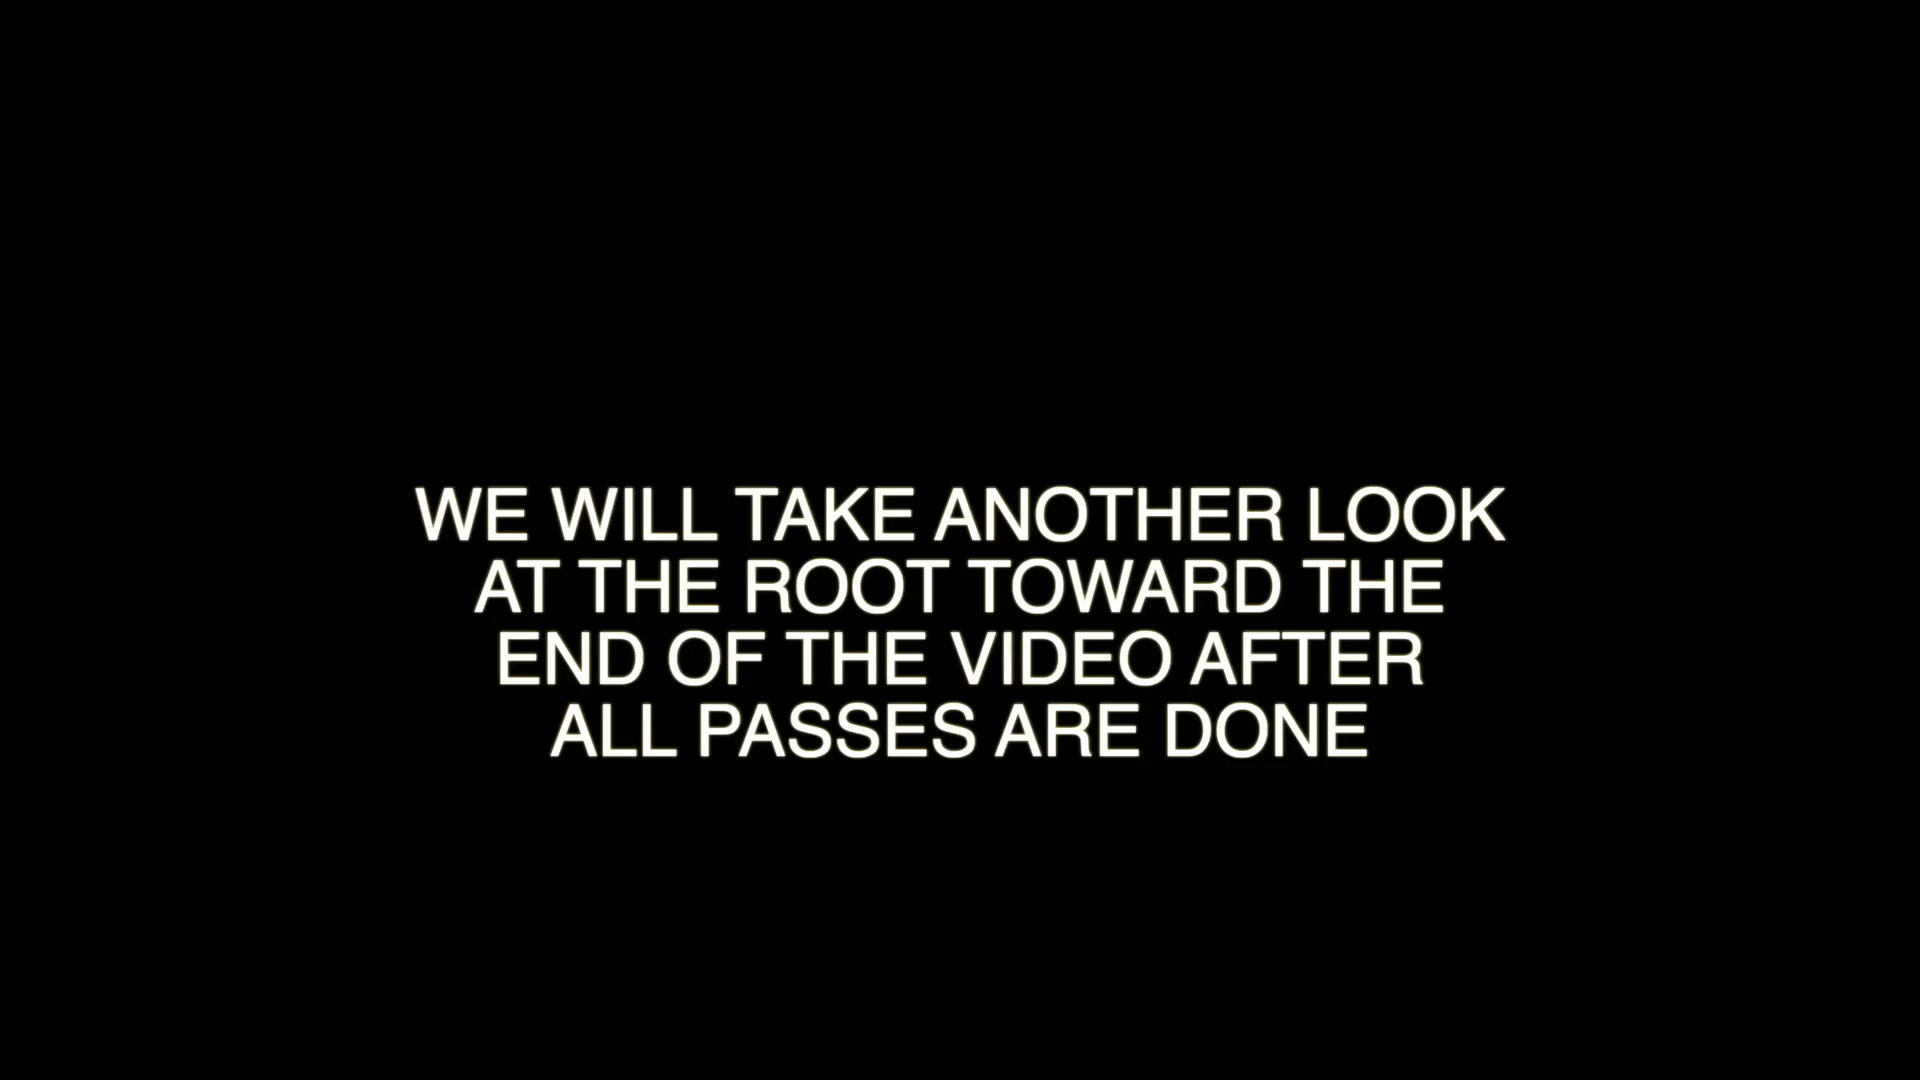 WE WILL TAKE ANOTHER LOOK
AT THE ROOT TOWARD THE
END OF THE VIDEO AFTER
ALL PASSES ARE DONE